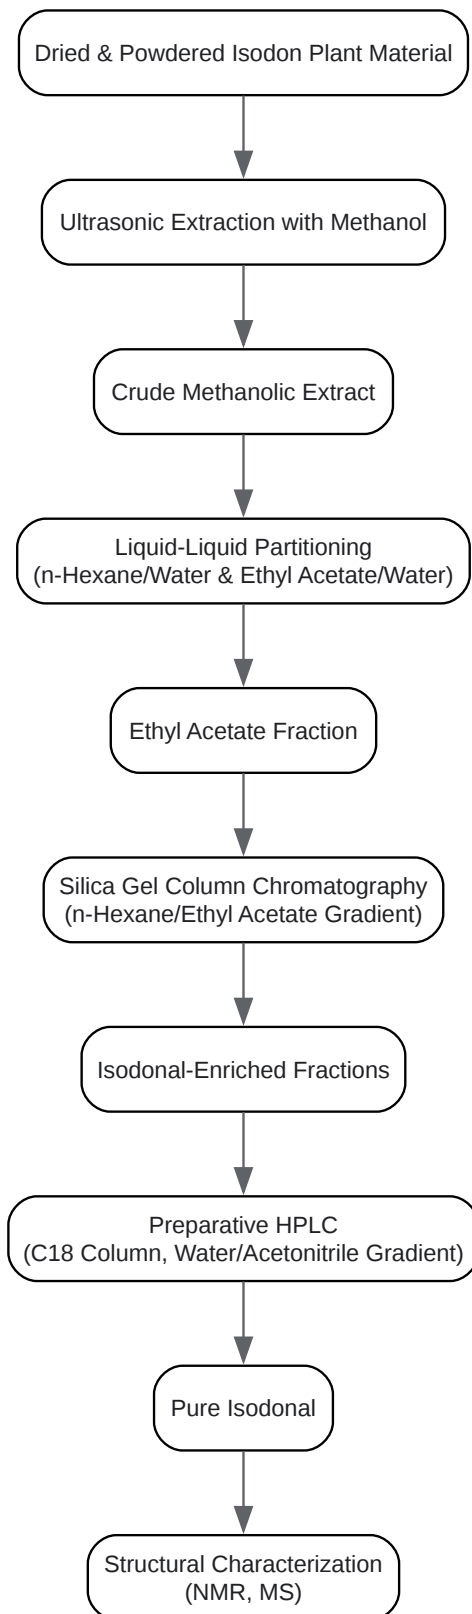 Dried & Powdered Isodon Plant Material
Ultrasonic Extraction with Methanol
Crude Methanolic Extract
Liquid-Liquid Partitioning
(n-Hexane/Water & Ethyl Acetate/Water)
Ethyl Acetate Fraction
Silica Gel Column Chromatography
(n-Hexane/Ethyl Acetate Gradient)
Isodonal-Enriched Fractions
Preparative HPLC
(C18 Column, Water/Acetonitrile Gradient)
Pure Isodonal
Structural Characterization
(NMR, MS)